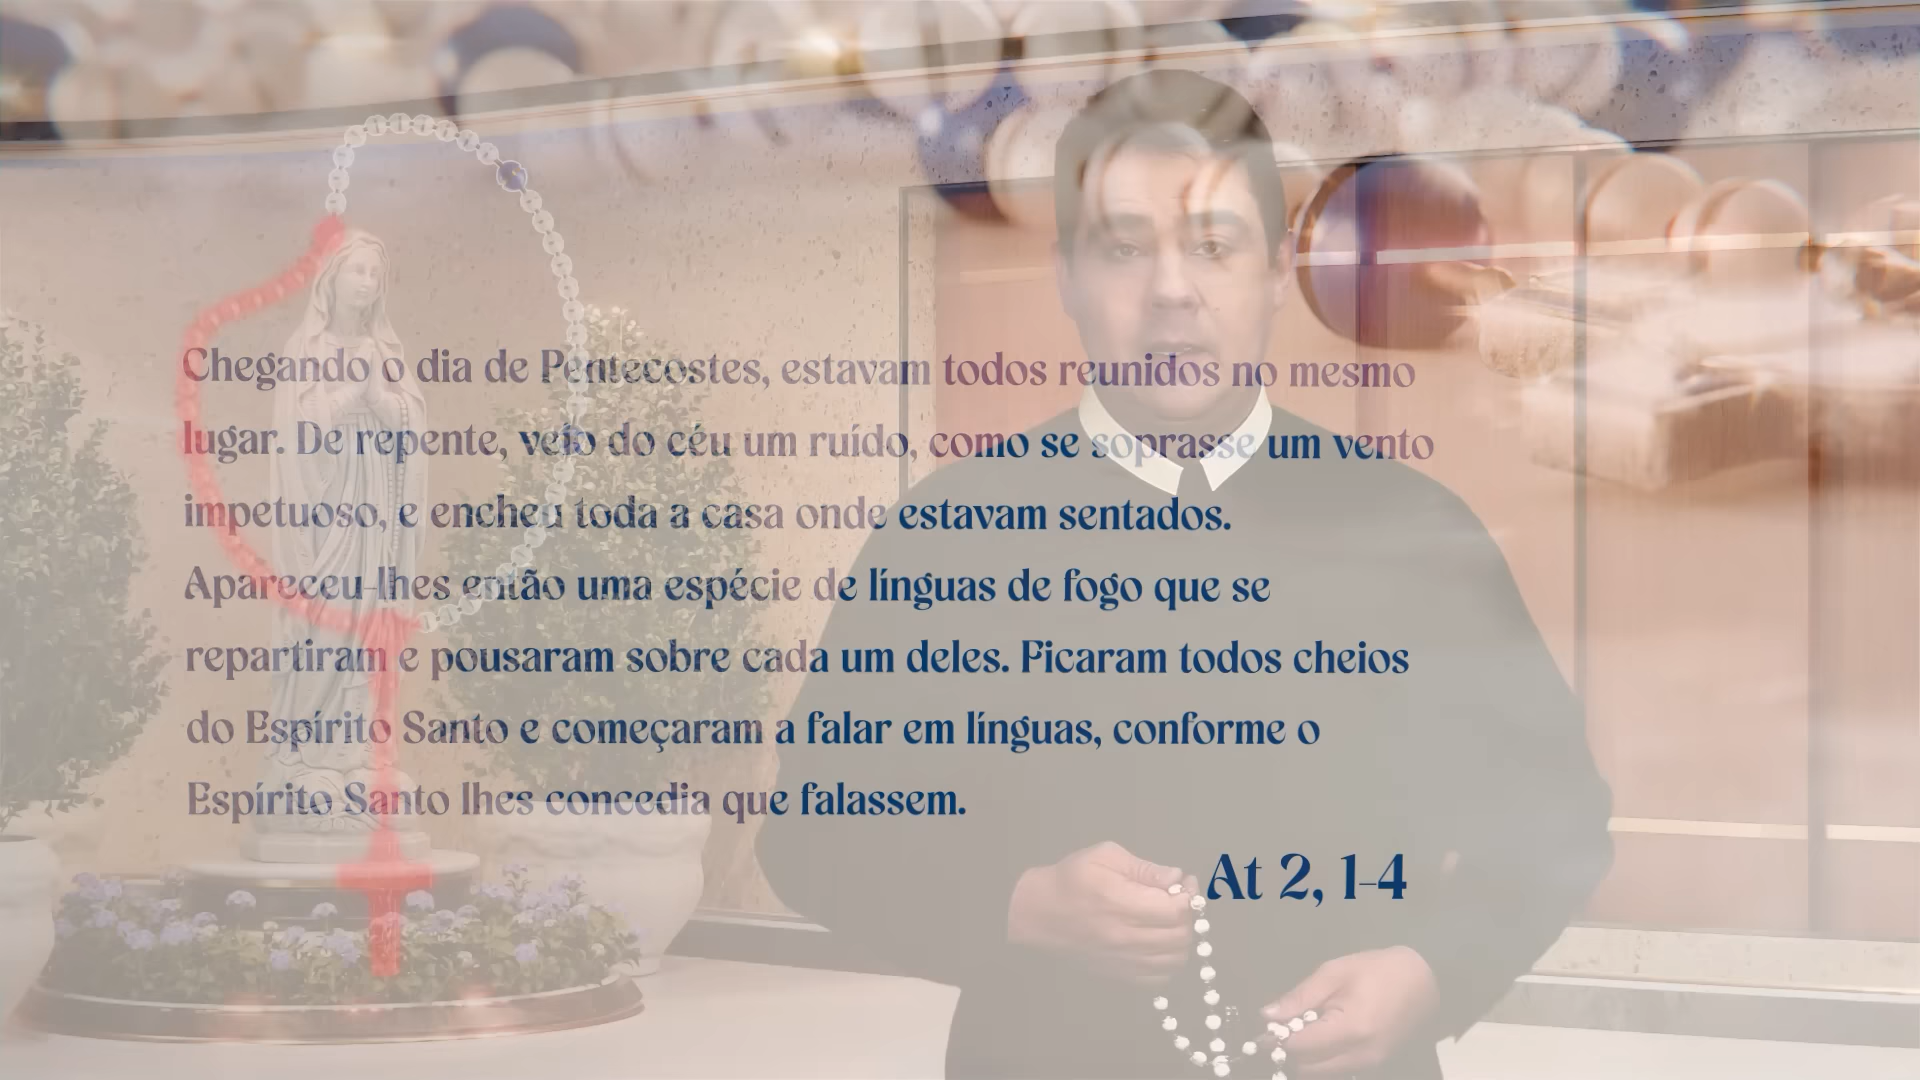 Chegando o dia de Pentecostes, estavam todos reunidos no mesmo
lugar. De repente, veio do céu um ruído, como se soprasse um vento
impetuoso, e encheu toda a casa onde estavam sentados.
Apareceu-lhes então uma espécie de línguas de fogo que se
repartiram e pousaram sobre cada um deles. Picaram todos cheios
do Espírito Santo e começaram a falar em línguas, conforme o
Espírito Santo lhes concedia que falassem.
At 2, 1-4